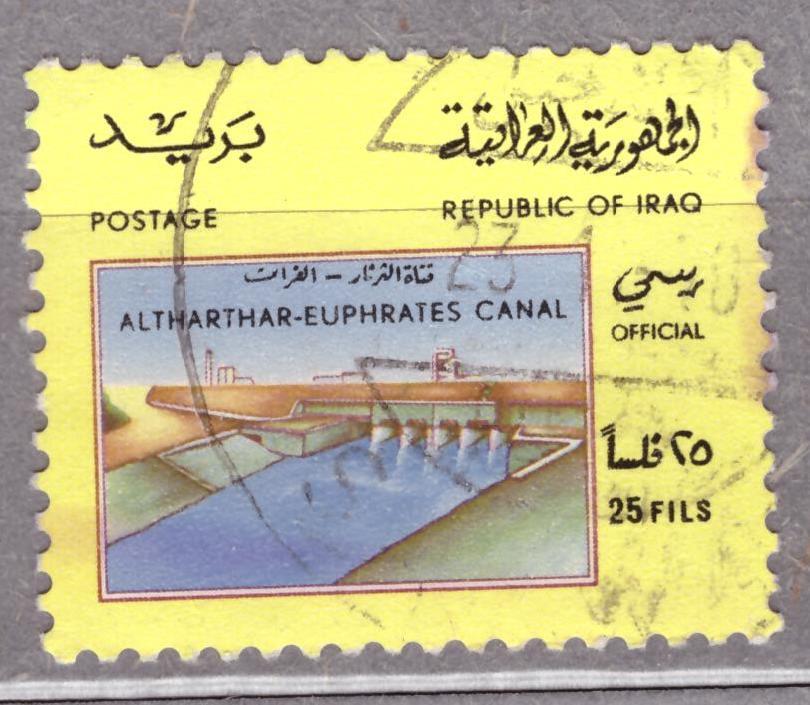 بريد
الجمهورية العراقية
POSTAGE
REPUBLIC OF IRAQ
قناة الثرثار - الفرات
ALTHARTHAR-EUPHRATES CANAL
رسمي
OFFICIAL
٢٥ فلساً
25 FILS
23